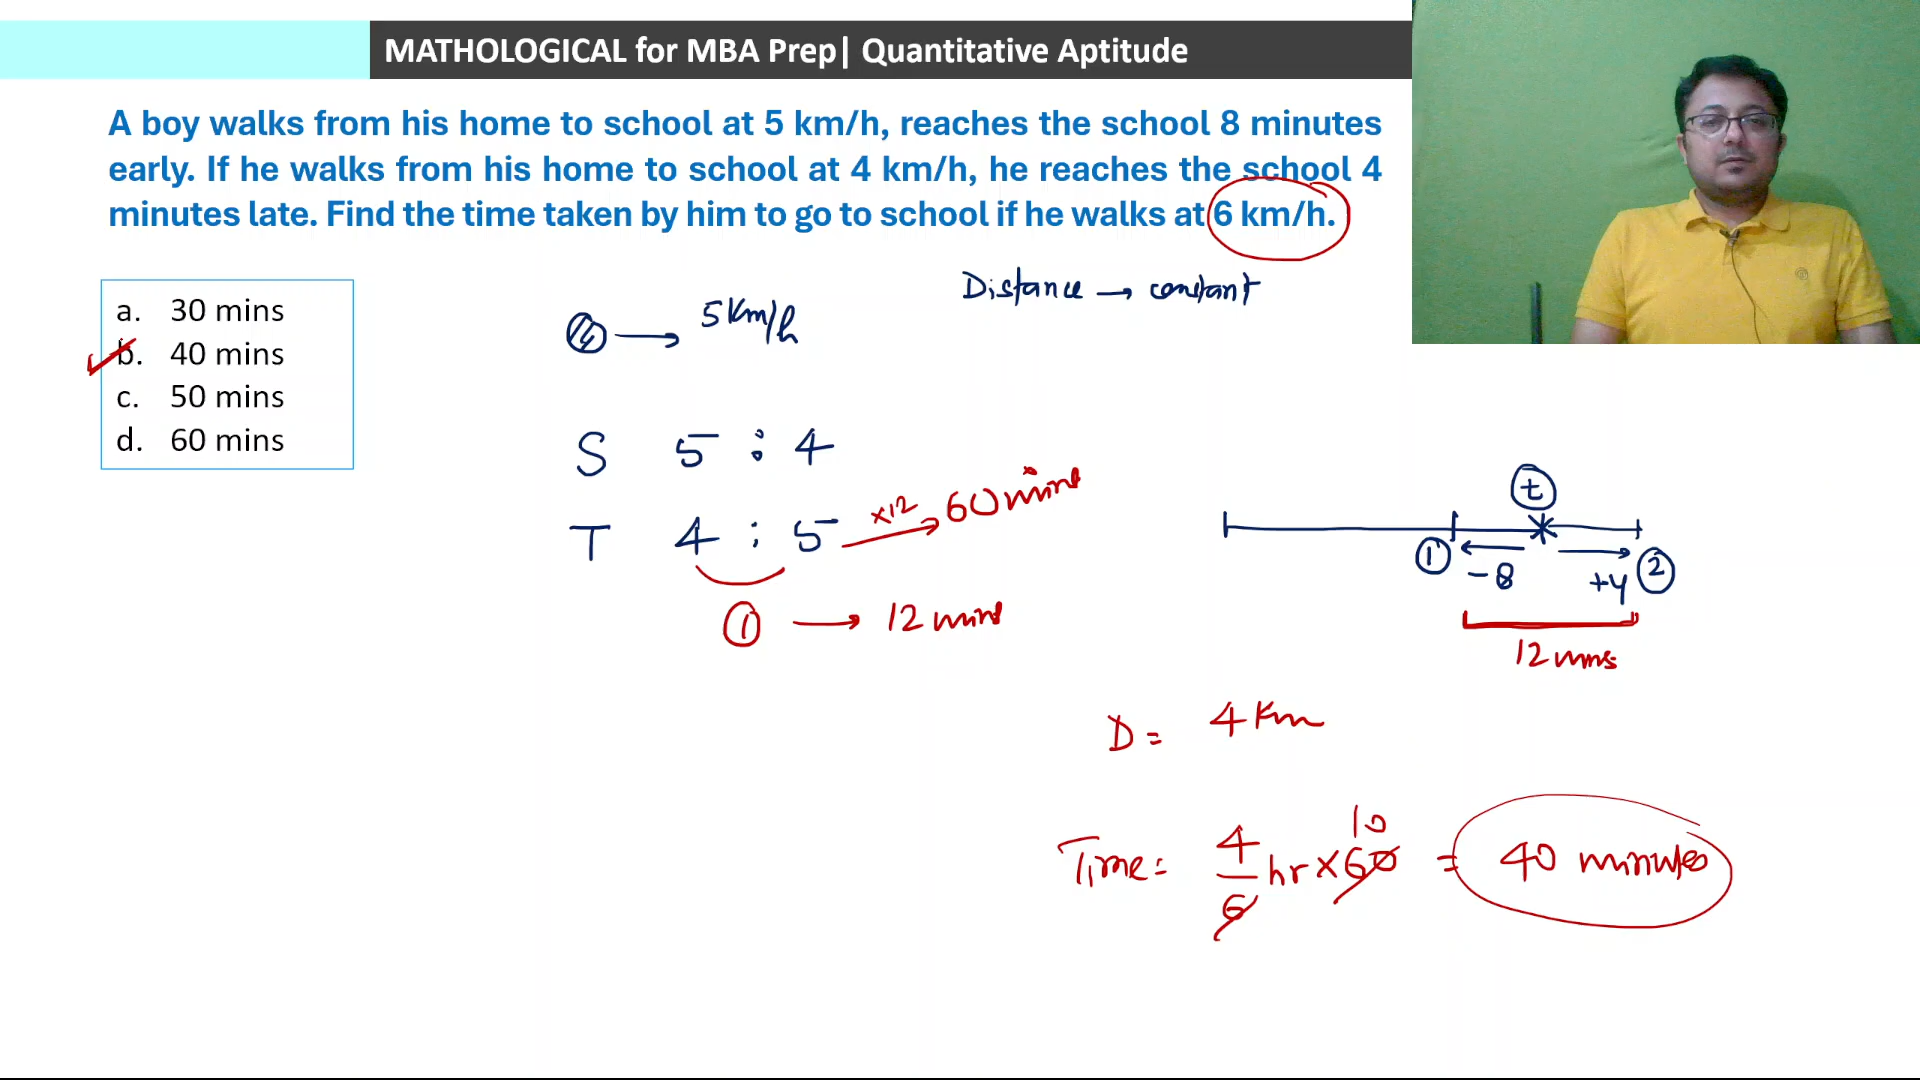 MATHOLOGICAL for MBA Prep| Quantitative Aptitude
A boy walks from his home to school at 5 km/h, reaches the school 8 minutes
early. If he walks from his home to school at 4 km/h, he reaches the school 4
minutes late. Find the time taken by him to go to school if he walks at 6 km/h.
a. 30 mins
b. 40 mins
c. 50 mins
d. 60 mins
Distance → constant
→ 5 Km/h
S 5 : 4
T 4 : 5 ×12 → 60 mins
1 → 12 mins
t
1 -8 +4 2
12 mins
D = 4 Km
Time = 4/6 hr × 60 10 = 40 minutes